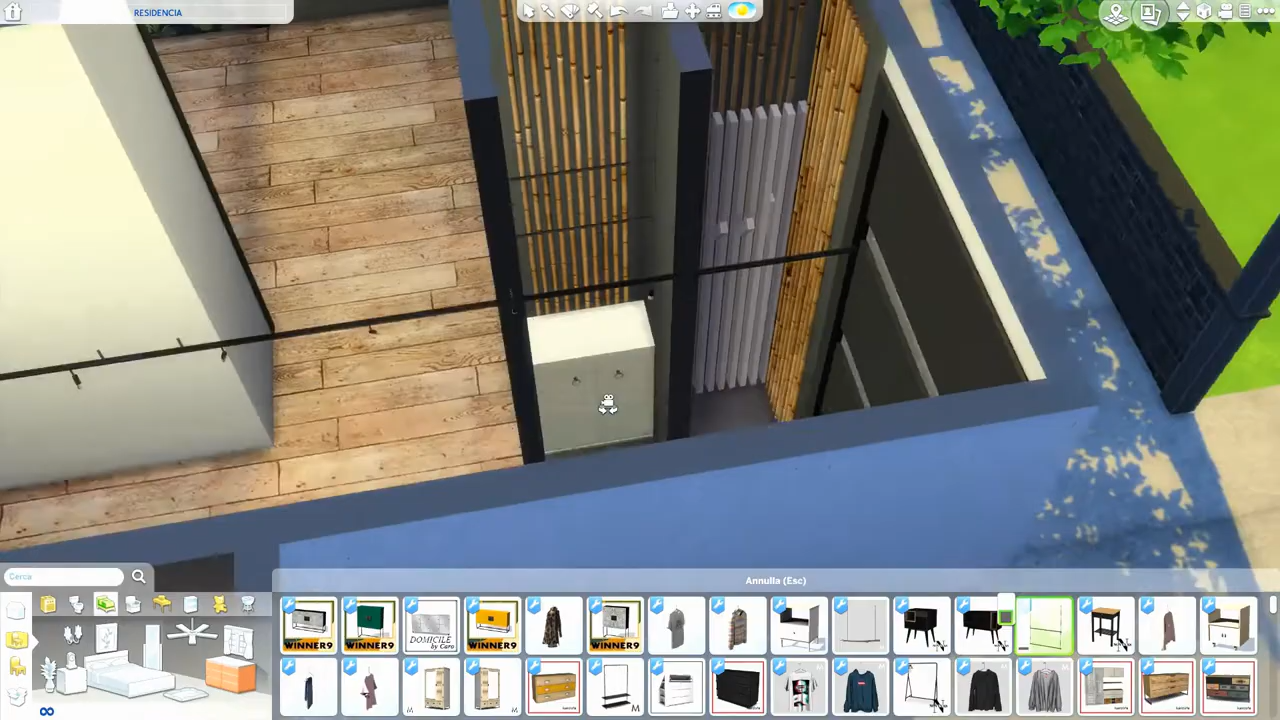 RESIDENCIA
Cerca
Annulla (Esc)
WINNER9
WINNER9
DOMICILE
by Caro
WINNER9
WINNER9
M
M
M
M
M